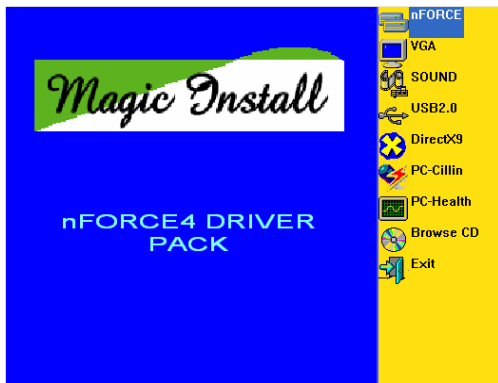 Magic Install
nFORCE4 DRIVER
PACK
nFORCE
VGA
SOUND
USB2.0
DirectX9
PC-Cillin
PC-Health
Browse CD
Exit